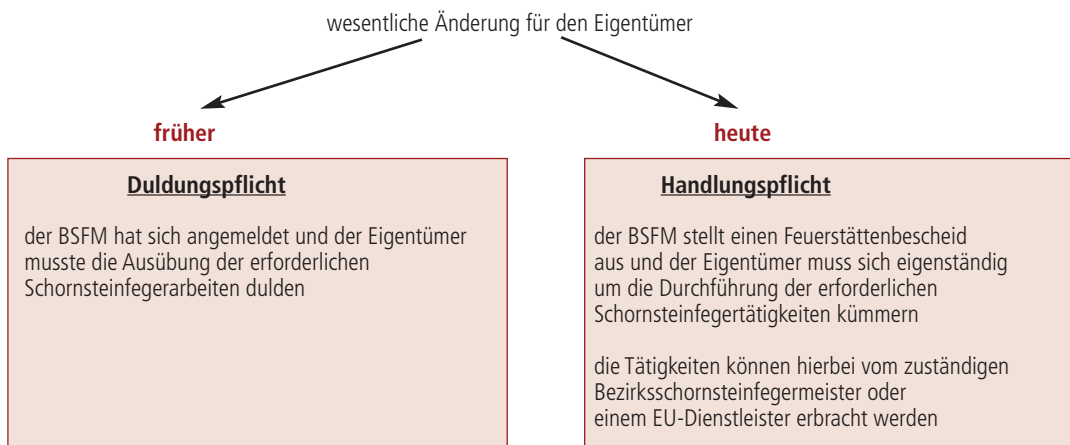 wesentliche Änderung für den Eigentümer
früher
Duldungspflicht
der BSFM hat sich angemeldet und der Eigentümer
musste die Ausübung der erforderlichen
Schornsteinfegerarbeiten dulden
heute
Handlungspflicht
der BSFM stellt einen Feuerstättenbescheid
aus und der Eigentümer muss sich eigenständig
um die Durchführung der erforderlichen
Schornsteinfegertätigkeiten kümmern
die Tätigkeiten können hierbei vom zuständigen
Bezirksschornsteinfegermeister oder
einem EU-Dienstleister erbracht werden